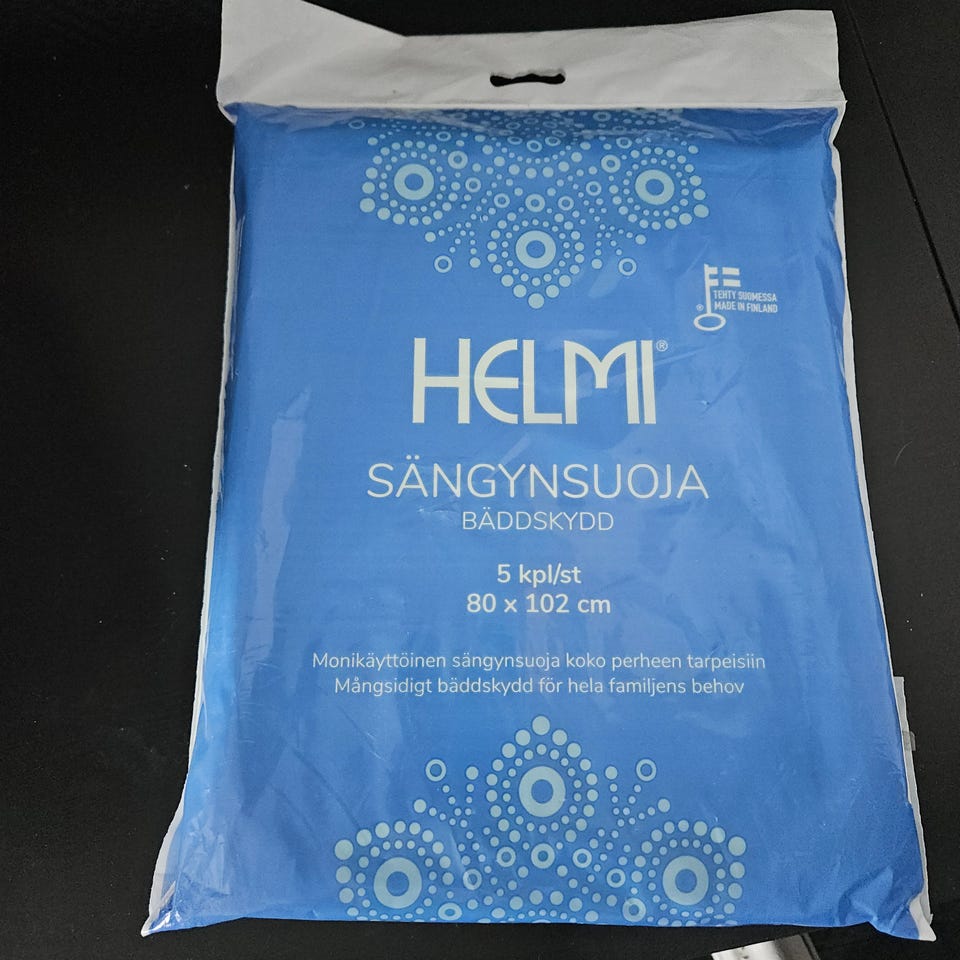 TEHTY SUOMESSA
® MADE IN FINLAND
HELMI®
SÄNGYNSUOJA
BÄDDSKYDD
5 kpl/st
80 x 102 cm
Monikäyttöinen sängynsuoja koko perheen tarpeisiin
Mångsidigt bäddskydd för hela familjens behov